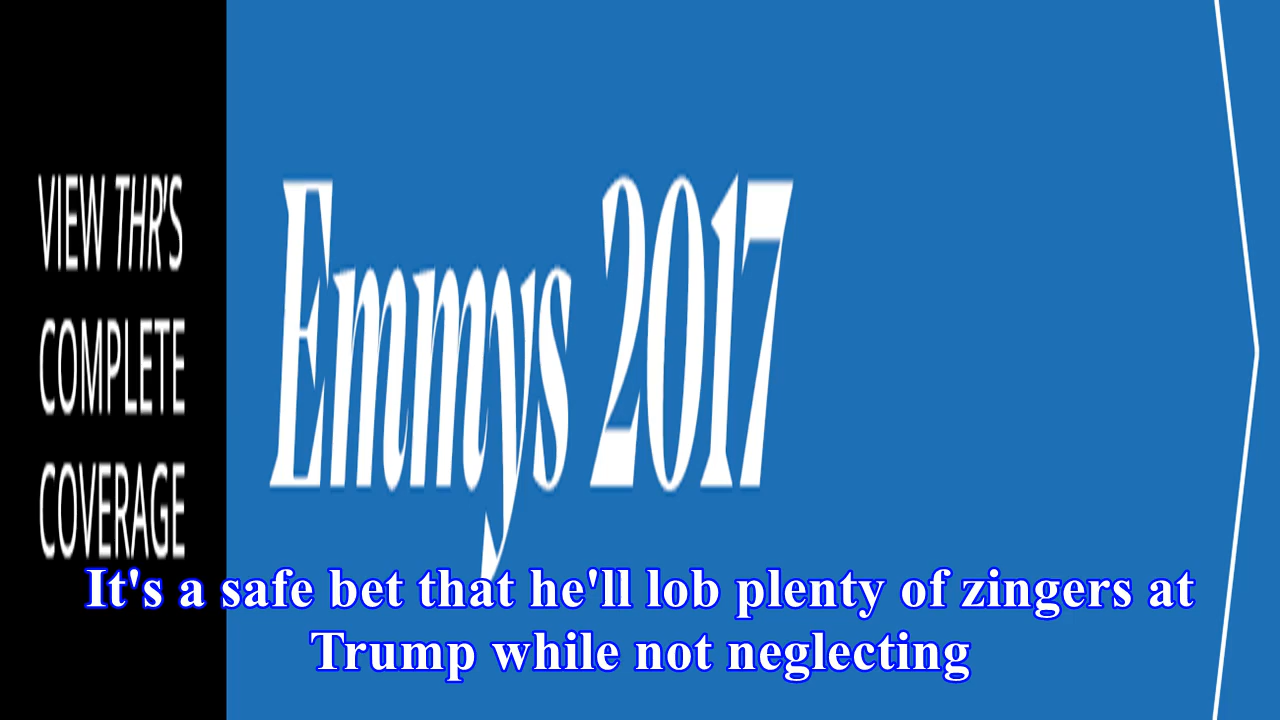 VIEW THR'S
COMPLETE
COVERAGE
Emmys 2017
It's a safe bet that he'll lob plenty of zingers at
Trump while not neglecting